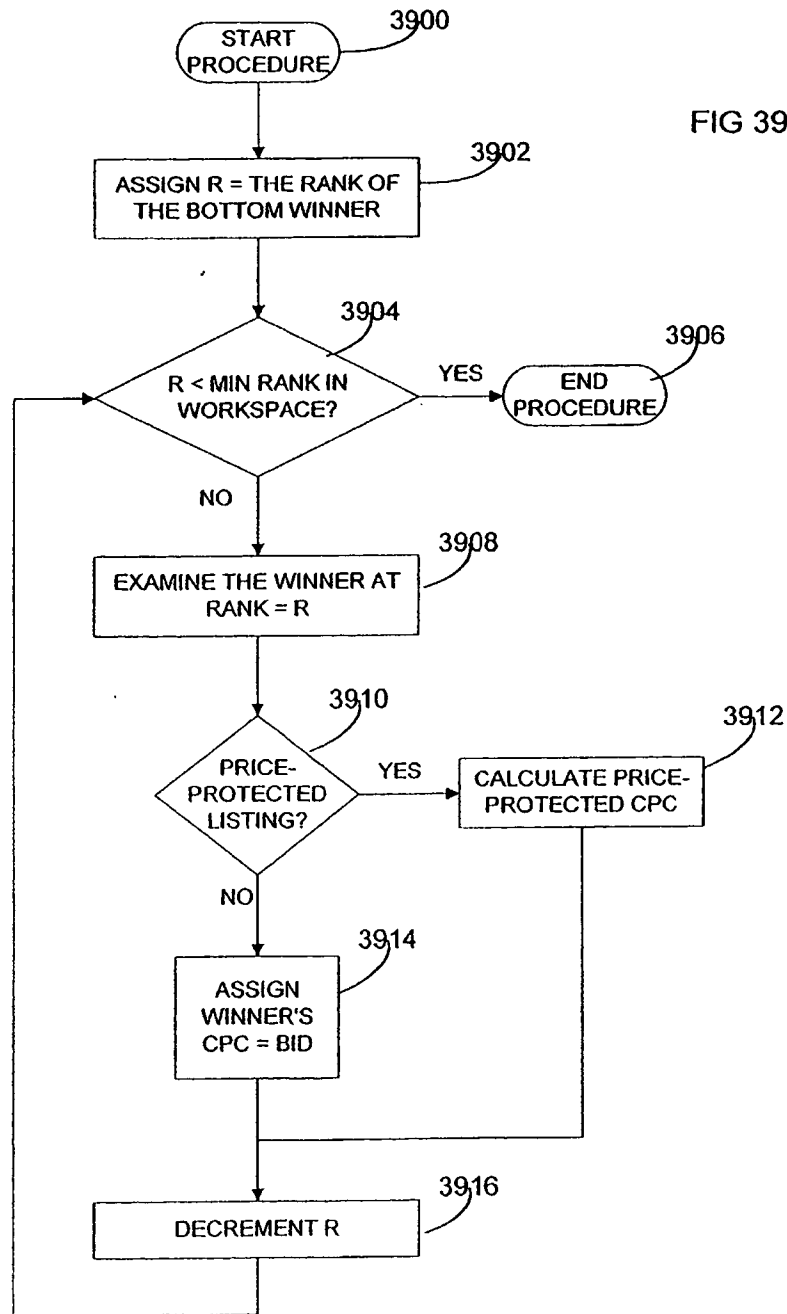 3900
START
PROCEDURE
FIG 39
3902
ASSIGN R = THE RANK OF
THE BOTTOM WINNER
3904
R < MIN RANK IN
WORKSPACE?
YES
3906
END
PROCEDURE
NO
3908
EXAMINE THE WINNER AT
RANK = R
3910
PRICE-
PROTECTED
LISTING?
YES
3912
CALCULATE PRICE-
PROTECTED CPC
NO
3914
ASSIGN
WINNER'S
CPC = BID
3916
DECREMENT R